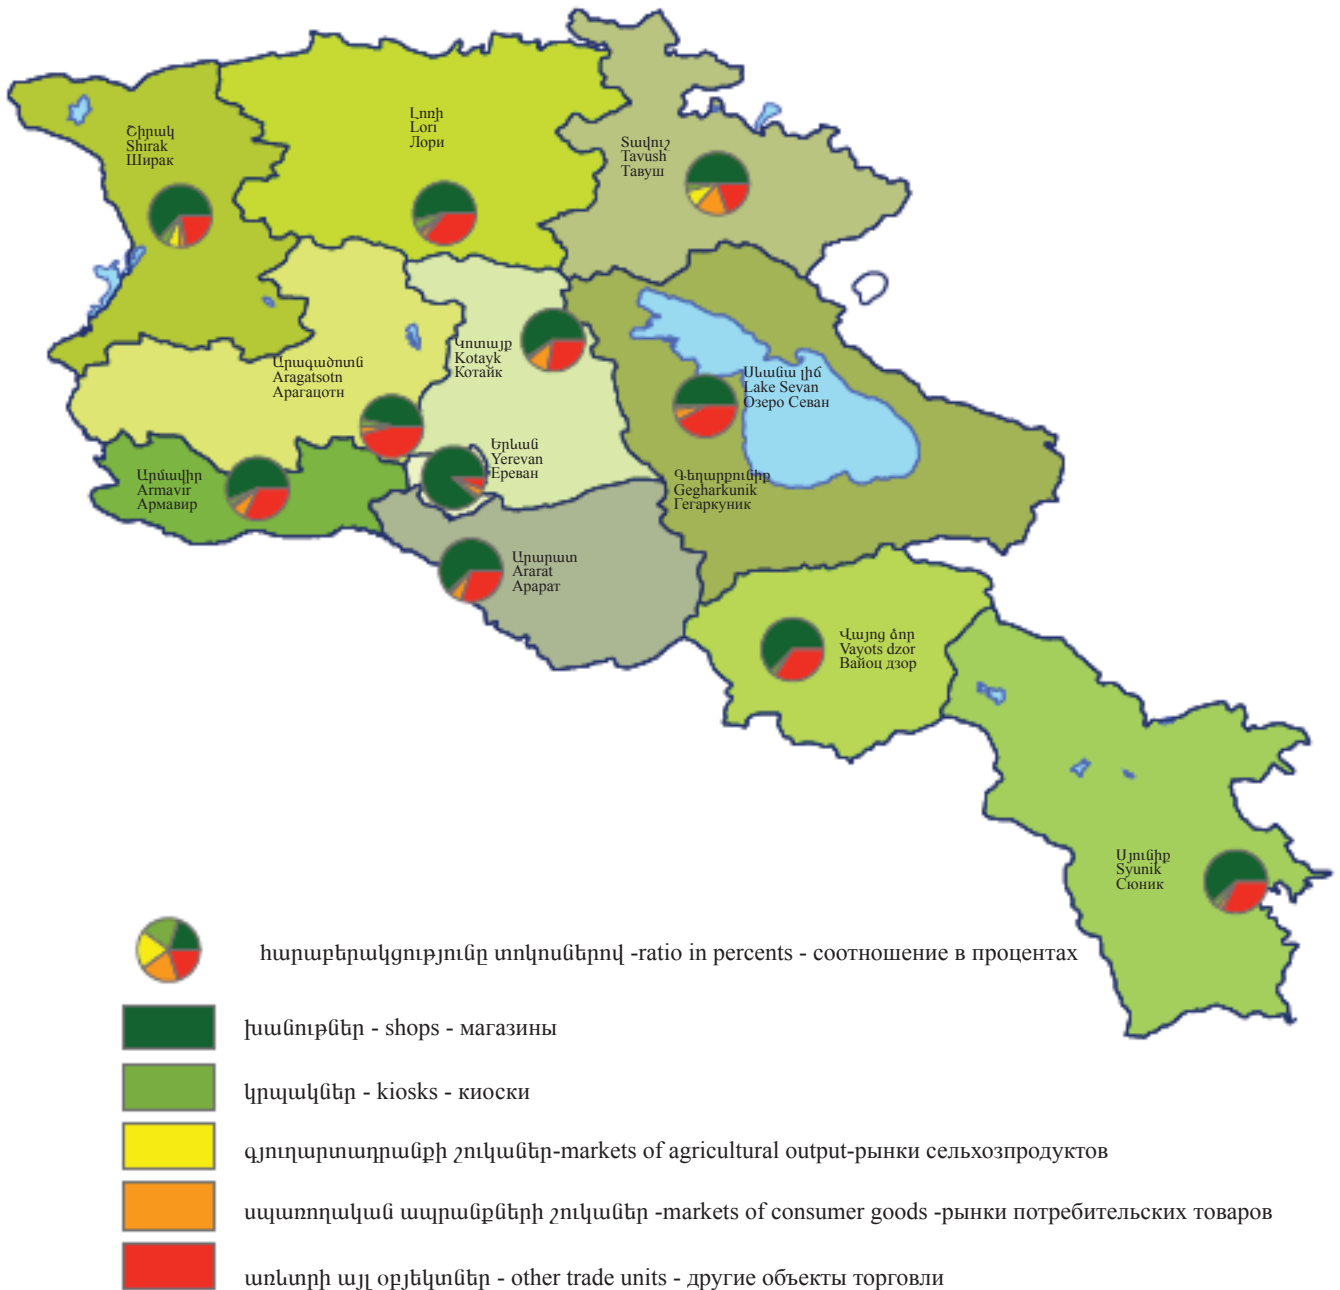 Շիրակ
Shirak
Ширак
Լոռի
Lori
Лори
Տավուշ
Tavush
Тавуш
Արագածոտն
Aragatsotn
Арагацотн
Կոտայք
Kotayk
Котайк
Սևանա լիճ
Lake Sevan
Озеро Севан
Երևան
Yerevan
Ереван
Արմավիր
Armavir
Армавир
Գեղարքունիք
Gegharkunik
Гегаркуник
Արարատ
Ararat
Арарат
Վայոց ձոր
Vayots dzor
Вайоц дзор
Սյունիք
Syunik
Сюник
հարաբերակցությունը տոկոսներով -ratio in percents - соотношение в процентах
խանութներ - shops - магазины
կրպակներ - kiosks - киоски
գյուղարտադրանքի շուկաներ-markets of agricultural output-рынки сельхозпродуктов
սպառողական ապրանքների շուկաներ -markets of consumer goods -рынки потребительских товаров
առևտրի այլ օբյեկտներ - other trade units - другие объекты торговли